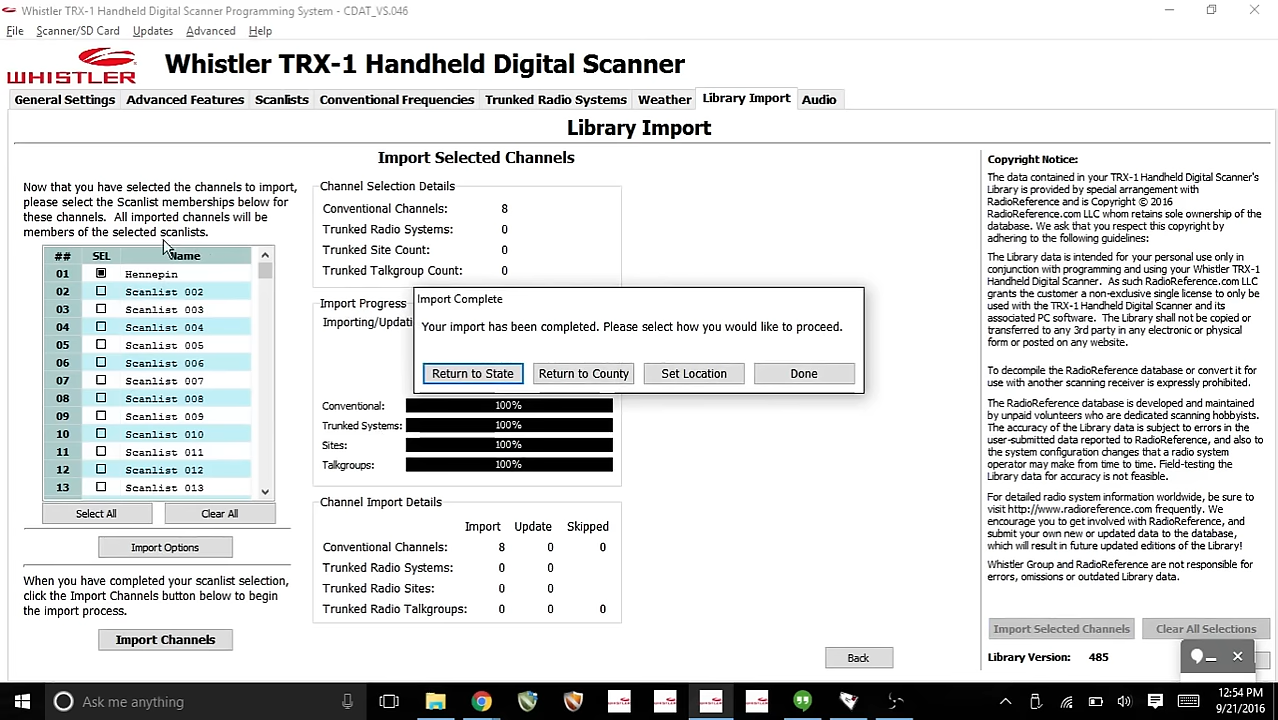 Whistler TRX-1 Handheld Digital Scanner Programming System - CDAT_VS.046
File Scanner/SD Card Updates Advanced Help
WHISTLER
Whistler TRX-1 Handheld Digital Scanner
General Settings Advanced Features Scanlists Conventional Frequencies Trunked Radio Systems Weather Library Import Audio
Library Import
Import Selected Channels
Now that you have selected the channels to import,
please select the Scanlist memberships below for
these channels. All imported channels will be
members of the selected scanlists.
## SEL Name
01 Hennepin
02 Scanlist 002
03 Scanlist 003
04 Scanlist 004
05 Scanlist 005
06 Scanlist 006
07 Scanlist 007
08 Scanlist 008
09 Scanlist 009
10 Scanlist 010
11 Scanlist 011
12 Scanlist 012
13 Scanlist 013
Select All Clear All
Import Options
When you have completed your scanlist selection,
click the Import Channels button below to begin
the import process.
Import Channels
Channel Selection Details
Conventional Channels: 8
Trunked Radio Systems: 0
Trunked Site Count: 0
Trunked Talkgroup Count: 0
Import Progress
Importing/Updati
Import Complete
Your import has been completed. Please select how you would like to proceed.
Return to State Return to County Set Location Done
Conventional: 100%
Trunked Systems: 100%
Sites: 100%
Talkgroups: 100%
Channel Import Details
Import Update Skipped
Conventional Channels: 8 0 0
Trunked Radio Systems: 0 0
Trunked Radio Sites: 0 0
Trunked Radio Talkgroups: 0 0 0
Back
Copyright Notice:
The data contained in your TRX-1 Handheld Digital Scanner's
Library is provided by special arrangement with
RadioReference and is Copyright © 2016
RadioReference.com LLC whom retains sole ownership of the
database. We ask that you respect this copyright by
adhering to the following guidelines:
The Library data is intended for your personal use only in
conjunction with programming and using your Whistler TRX-1
Handheld Digital Scanner. As such RadioReference.com LLC
grants the customer a non-exclusive single license to only be
used with the TRX-1 Handheld Digital Scanner and its
associated PC software. The Library shall not be copied or
transferred to any 3rd party in any electronic or physical
form or posted on any website.
To decompile the RadioReference database or convert it for
use with another scanning receiver is expressly prohibited.
The RadioReference database is developed and maintained
by unpaid volunteers who are dedicated scanning hobbyists.
The accuracy of the Library data is subject to errors in the
user-submitted data reported to RadioReference, and also to
the system configuration changes that a radio system
operator may make from time to time. Field-testing the
Library data for accuracy is not feasible.
For detailed radio system information worldwide, be sure to
visit http://www.radioreference.com frequently. We
encourage you to get involved with RadioReference, and
submit your own new or updated data to the database,
which will result in future updated editions of the Library!
Whistler Group and RadioReference are not responsible for
errors, omissions or outdated Library data.
Import Selected Channels Clear All Selections
Library Version: 485
Ask me anything
12:54 PM
9/21/2016